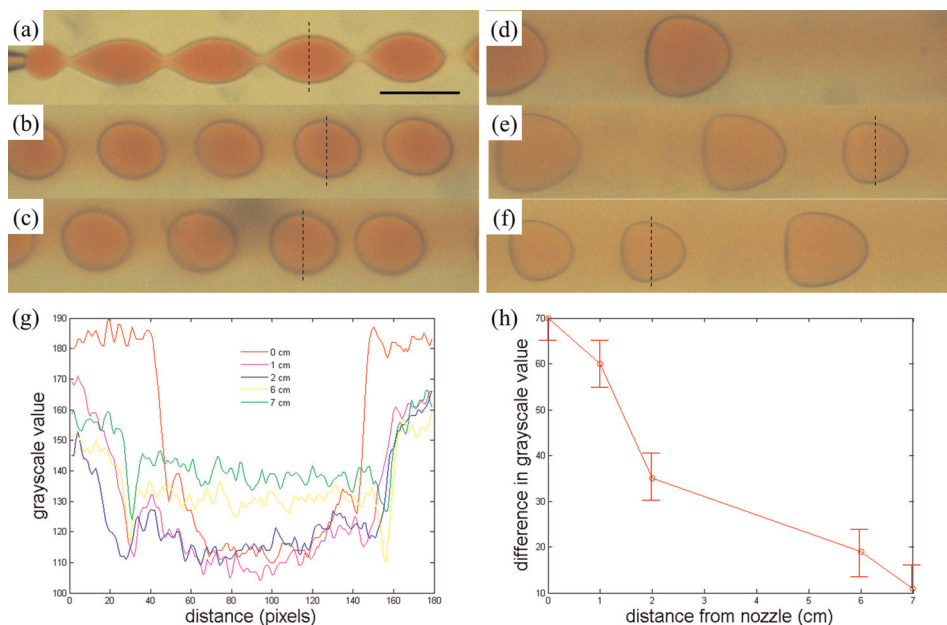 (a)
(b)
(c)
(d)
(e)
(f)
(g)
190
180
170
160
150
140
130
120
110
100
0 20 40 60 80 100 120 140 160 180
grayscale value
distance (pixels)
0 cm
1 cm
2 cm
6 cm
7 cm
(h)
70
60
50
40
30
20
10
0 1 2 3 4 5 6 7
difference in grayscale value
distance from nozzle (cm)